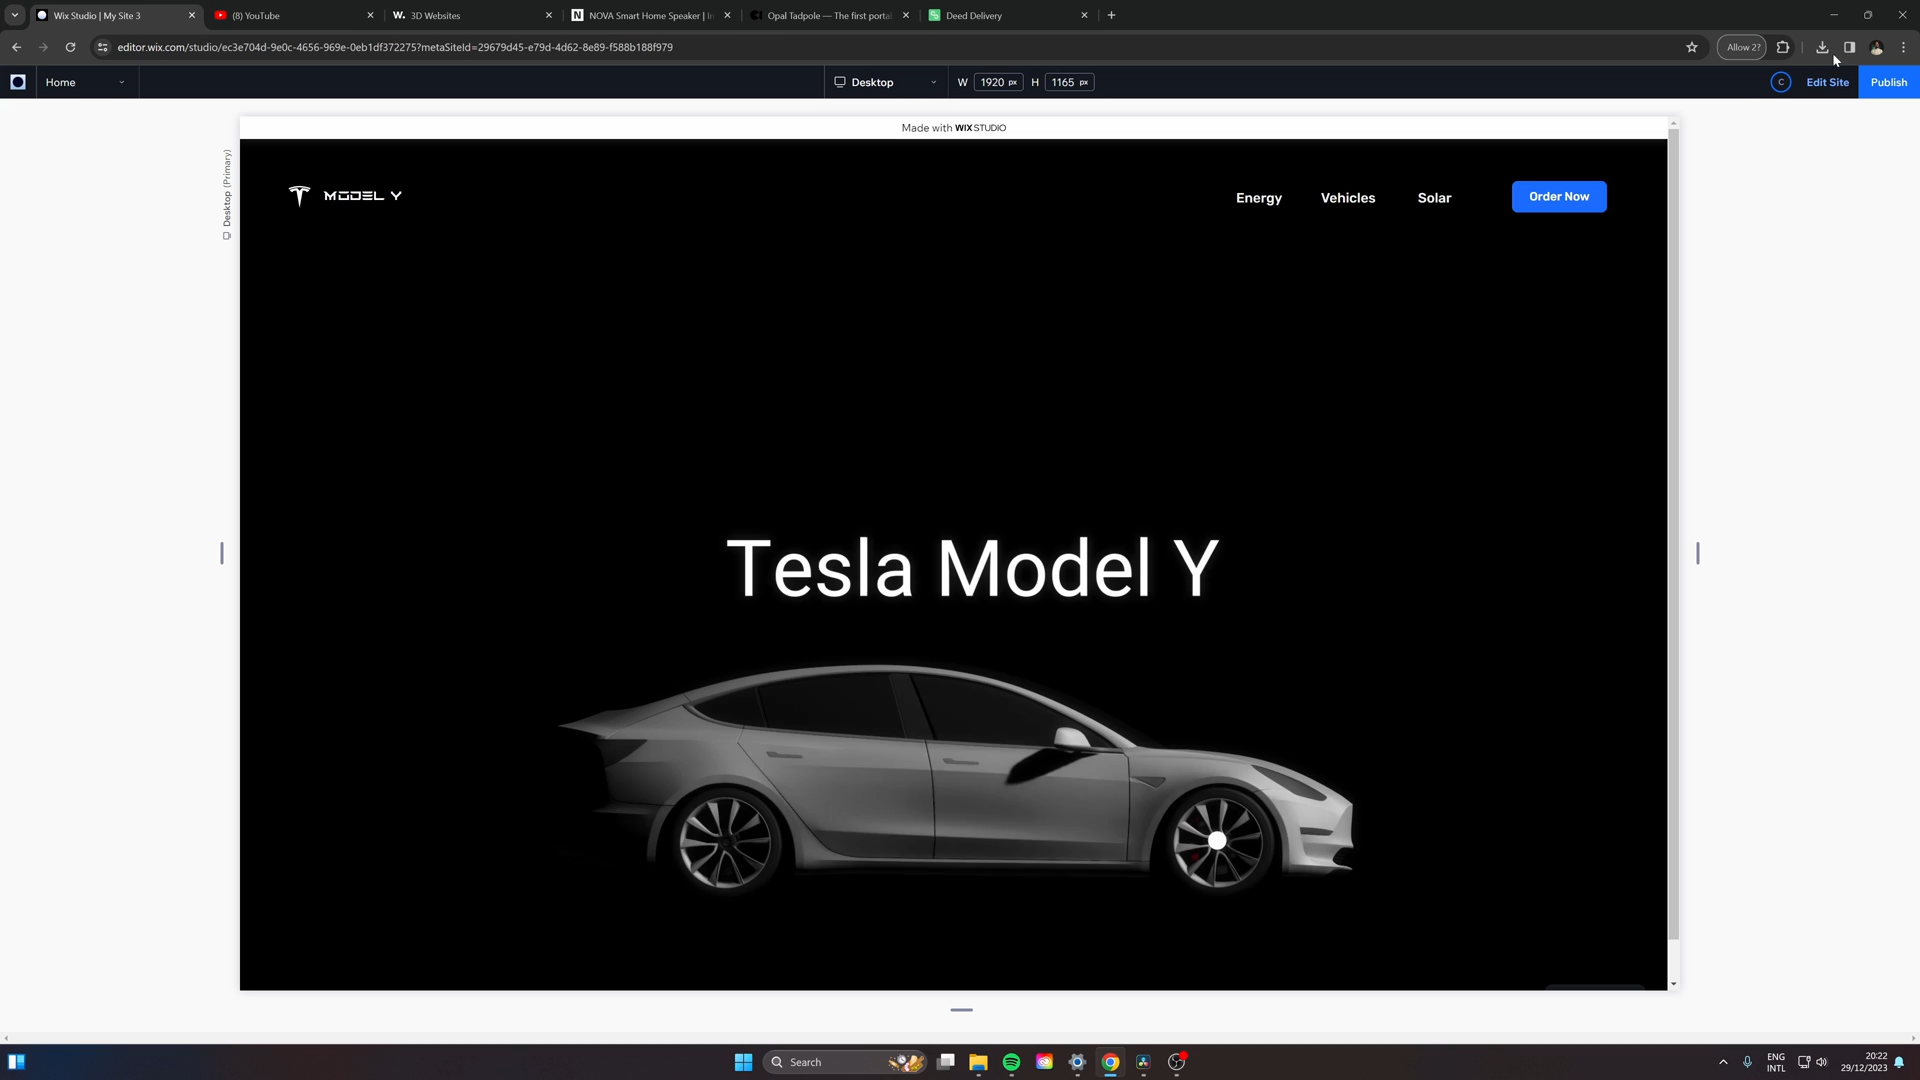 Wix Studio | My Site 3
(8) YouTube
W. 3D Websites
N NOVA Smart Home Speaker | In
Opal Tadpole — The first porta
Deed Delivery
editor.wix.com/studio/ec3e704d-9e0c-4656-969e-0eb1df372275?metaSiteId=29679d45-e79d-4d62-8e89-f588b188f979
Allow 2?
Home
Desktop
W 1920 px H 1165 px
C
Edit Site
Publish
Made with WIX STUDIO
Desktop (Primary)
MODEL Y
Energy
Vehicles
Solar
Order Now
Tesla Model Y
Search
ENG
INTL
20:22
29/12/2023